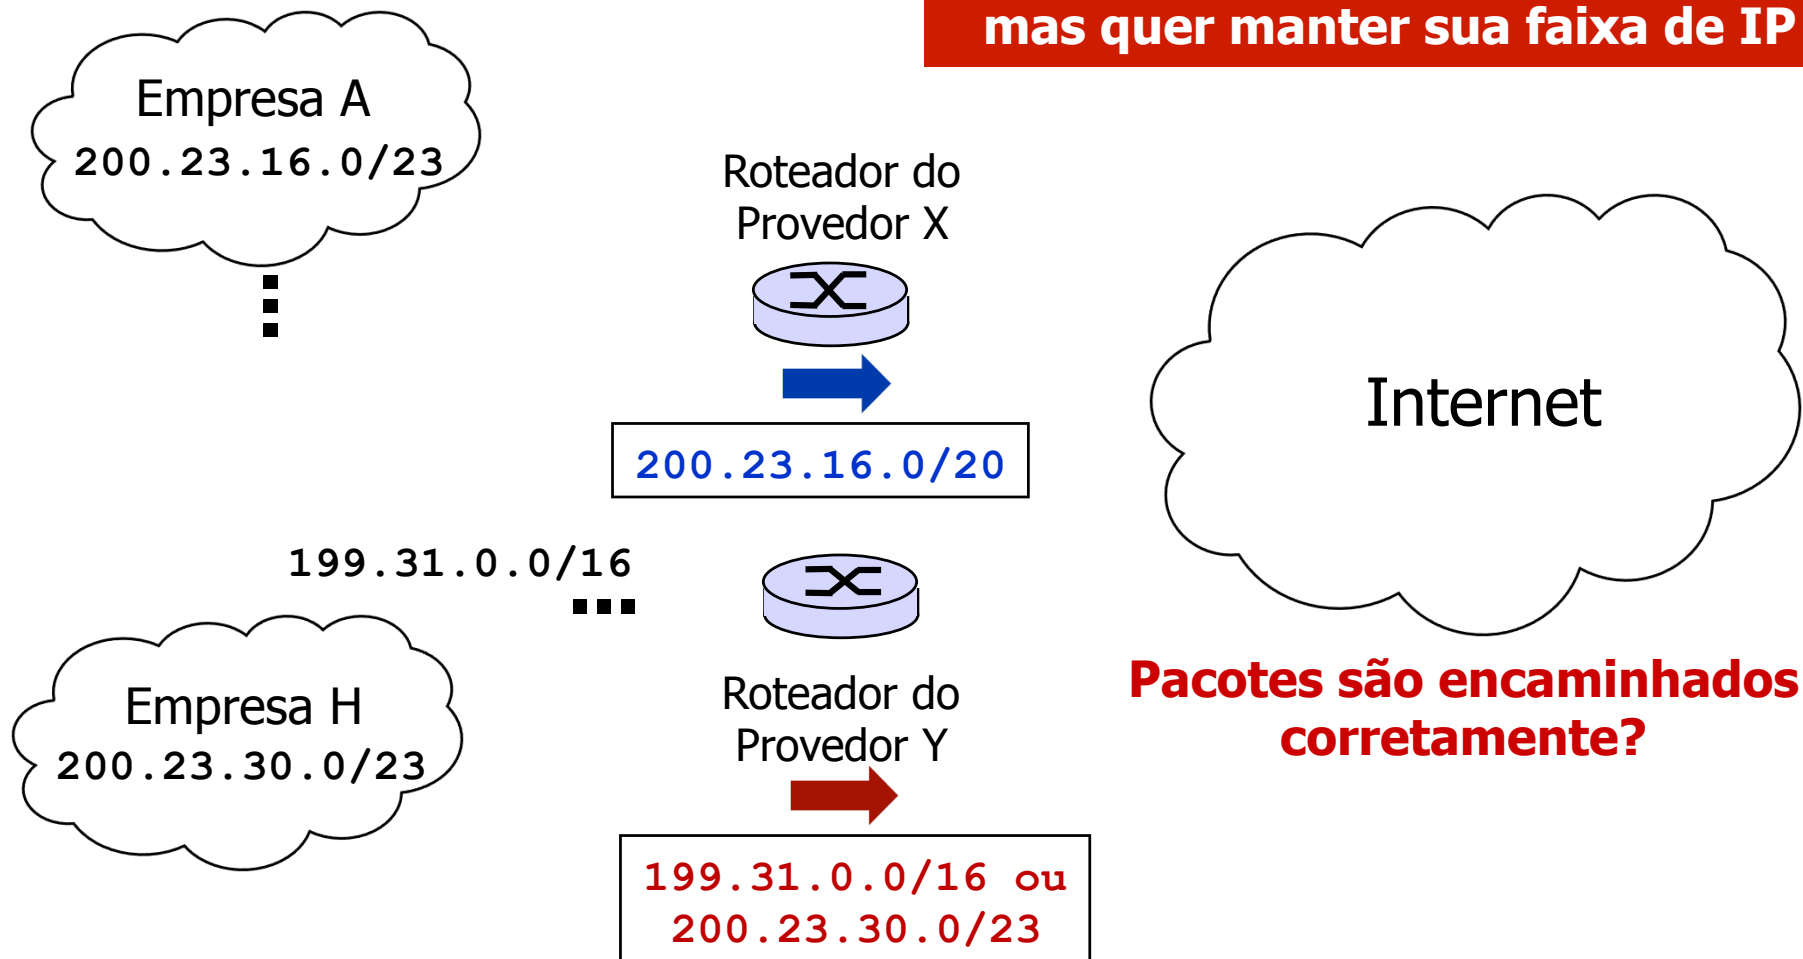 mas quer manter sua faixa de IP
Empresa A
200.23.16.0/23
Roteador do
Provedor X
200.23.16.0/20
Internet
199.31.0.0/16
Empresa H
200.23.30.0/23
Roteador do
Provedor Y
199.31.0.0/16 ou
200.23.30.0/23
Pacotes são encaminhados
corretamente?